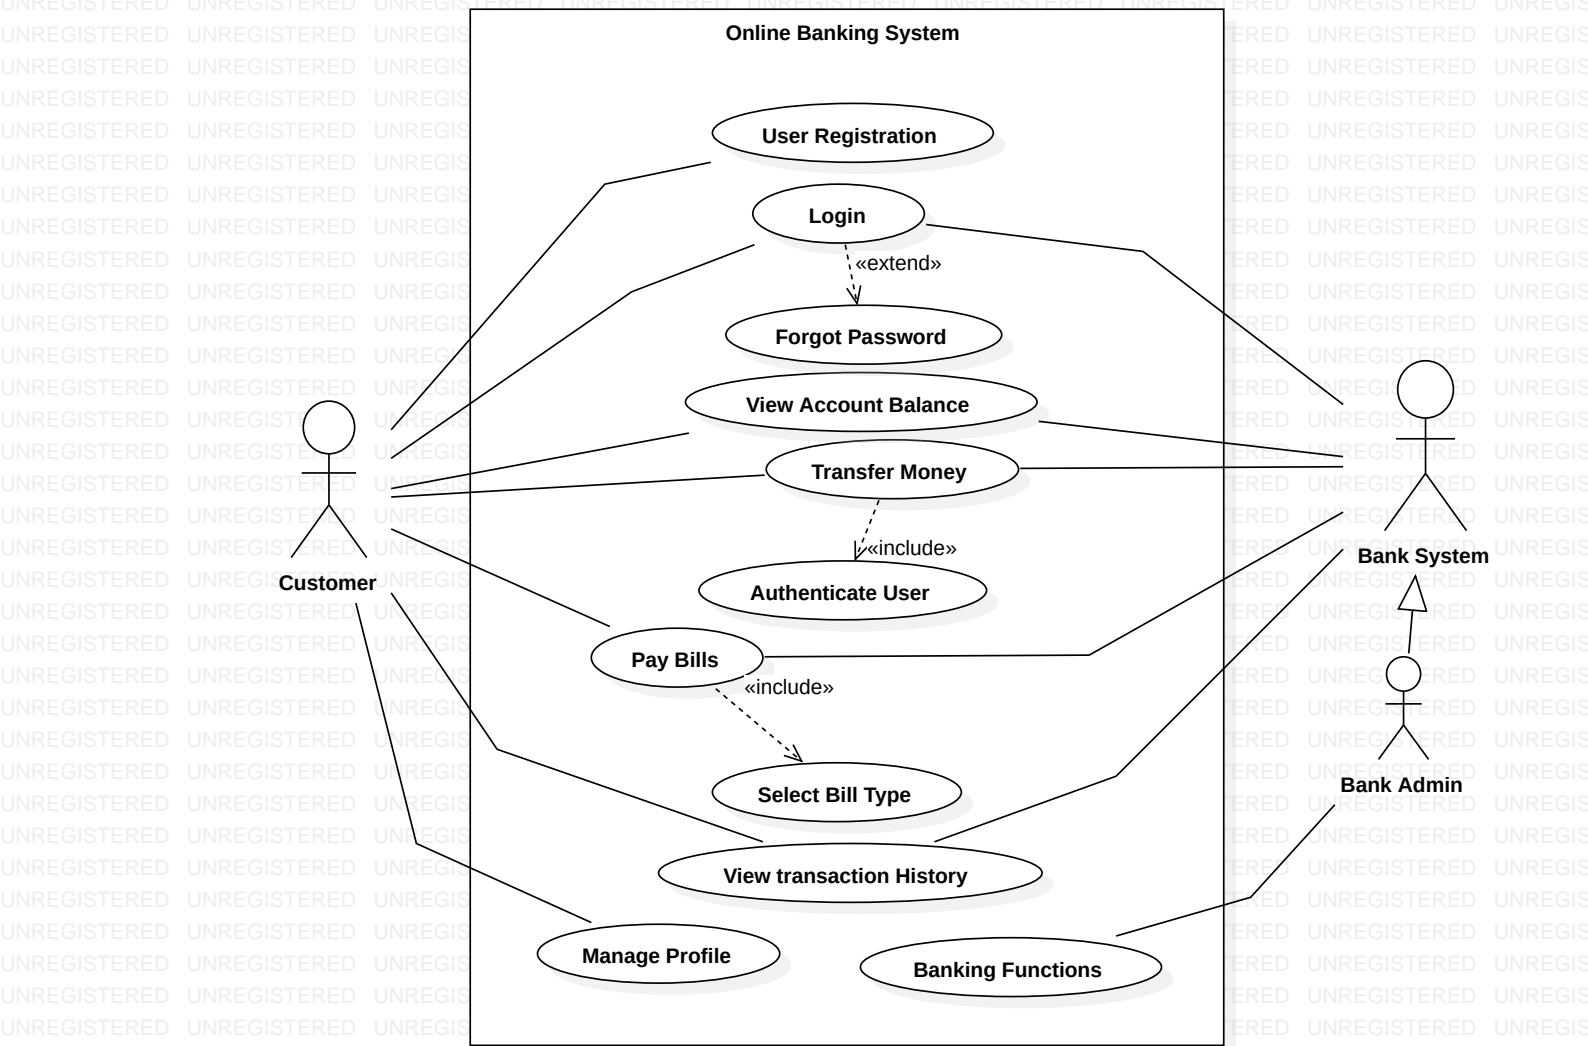 Online Banking System
User Registration
Login
«extend»
Forgot Password
View Account Balance
Transfer Money
«include»
Authenticate User
Pay Bills
«include»
Select Bill Type
View transaction History
Manage Profile
Banking Functions
Customer
Bank System
Bank Admin
UNREGISTERED